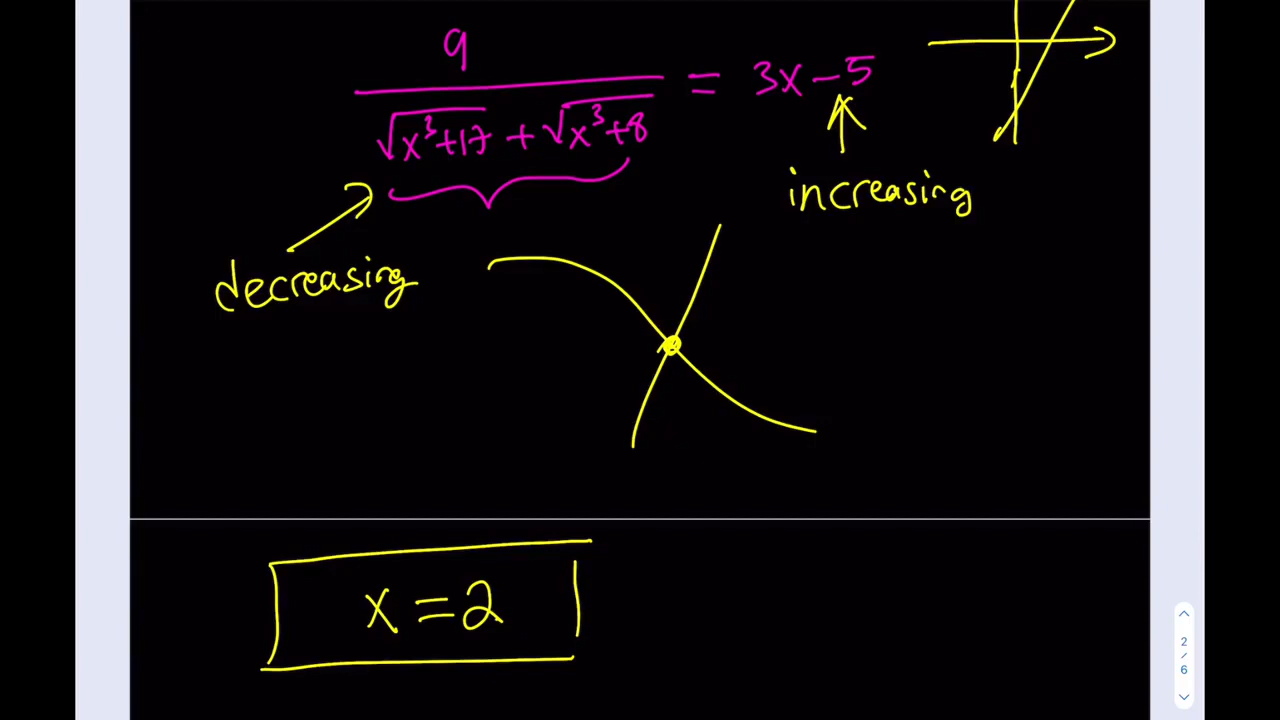 9 / (√(x³+17) + √(x³+8)) = 3x − 5
increasing
decreasing
x = 2
2
/
6